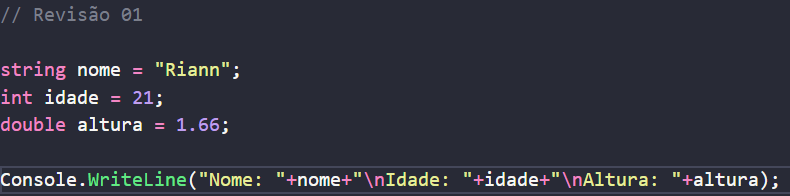 // Revisão 01
string nome = "Riann";
int idade = 21;
double altura = 1.66;
Console.WriteLine("Nome: "+nome+"\nIdade: "+idade+"\nAltura: "+altura);